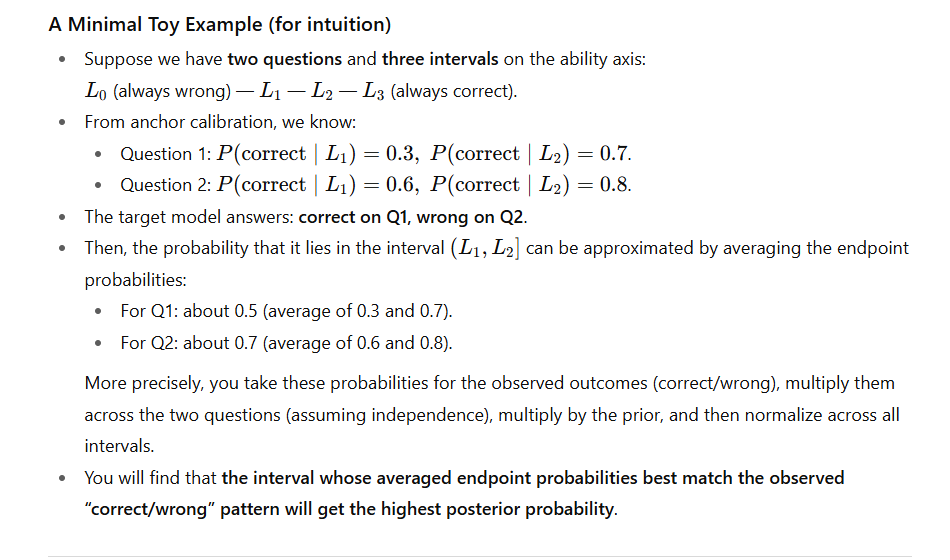 A Minimal Toy Example (for intuition)
• Suppose we have two questions and three intervals on the ability axis:
L₀ (always wrong) — L₁ — L₂ — L₃ (always correct).
• From anchor calibration, we know:
• Question 1: P(correct | L₁) = 0.3, P(correct | L₂) = 0.7.
• Question 2: P(correct | L₁) = 0.6, P(correct | L₂) = 0.8.
• The target model answers: correct on Q1, wrong on Q2.
• Then, the probability that it lies in the interval (L₁, L₂] can be approximated by averaging the endpoint
probabilities:
• For Q1: about 0.5 (average of 0.3 and 0.7).
• For Q2: about 0.7 (average of 0.6 and 0.8).
More precisely, you take these probabilities for the observed outcomes (correct/wrong), multiply them
across the two questions (assuming independence), multiply by the prior, and then normalize across all
intervals.
• You will find that the interval whose averaged endpoint probabilities best match the observed
“correct/wrong” pattern will get the highest posterior probability.